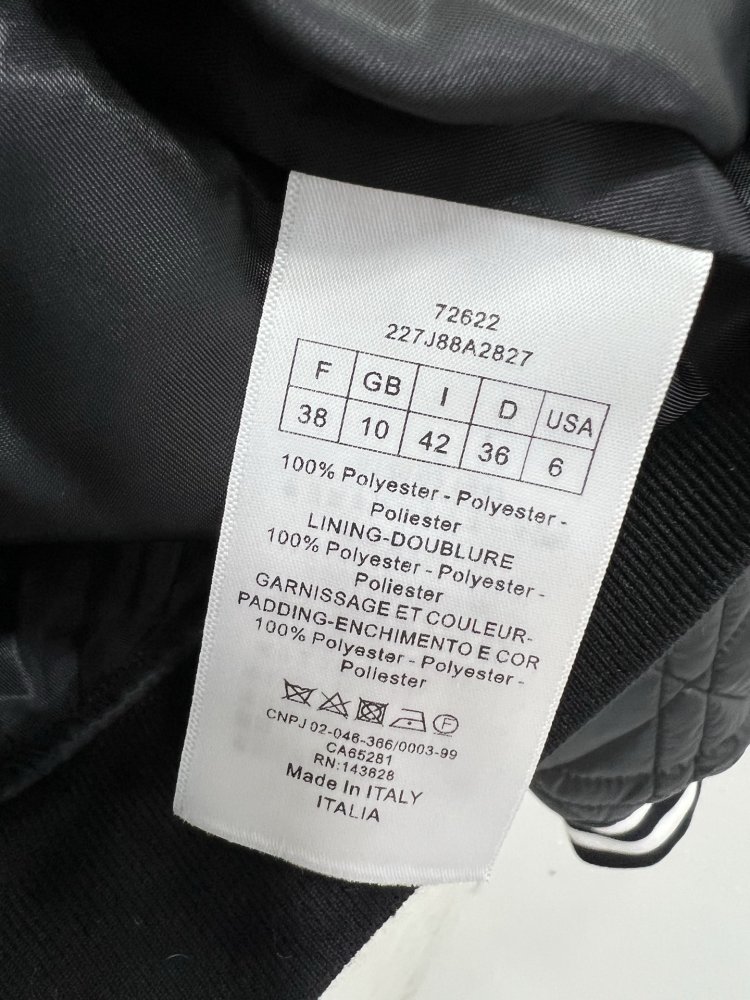 72622
227J88A2827
F GB I D USA
38 10 42 36 6
100% Polyester - Polyester -
Poliester
LINING-DOUBLURE
100% Polyester - Polyester -
Poliester
GARNISSAGE ET COULEUR-
PADDING-ENCHIMENTO E COR
100% Polyester - Polyester -
Poliester
F
CNPJ 02-046-366/0003-99
CA65281
RN:143628
Made In ITALY
ITALIA